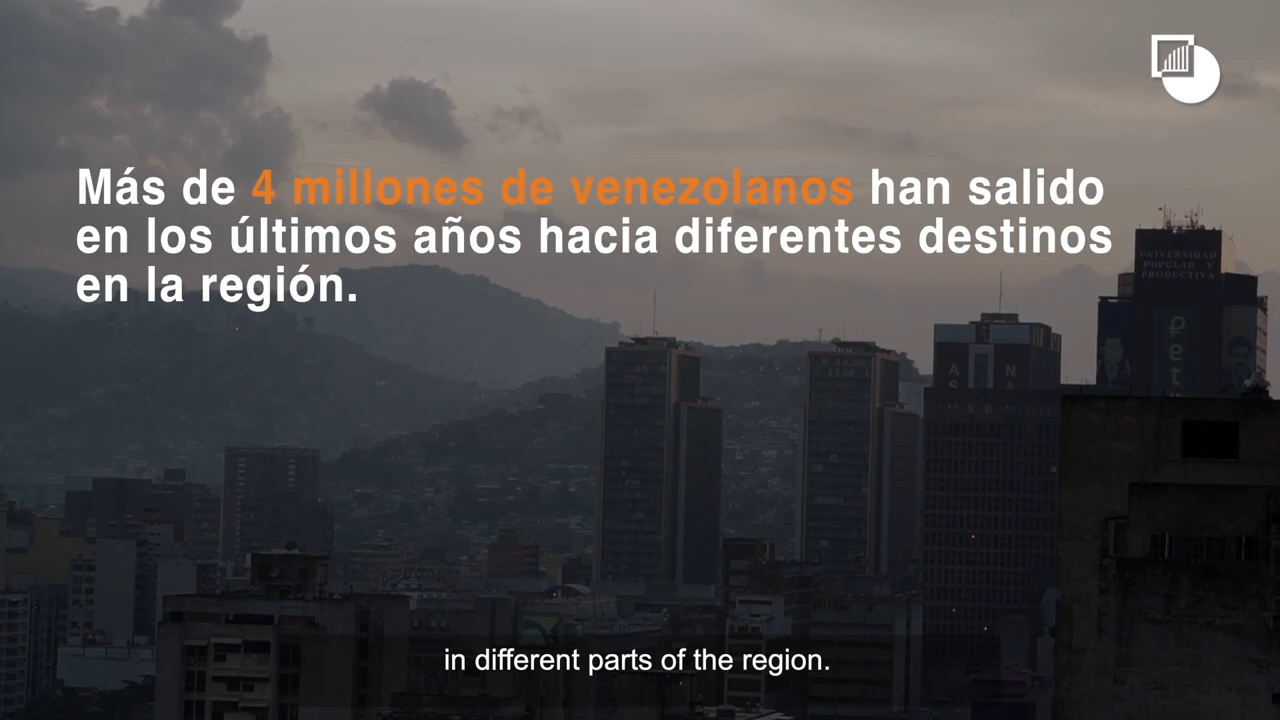 Más de 4 millones de venezolanos han salido
en los últimos años hacia diferentes destinos
en la región.
UNIVERSIDAD
POPULAR Y
PRODUCTIVA
in different parts of the region.